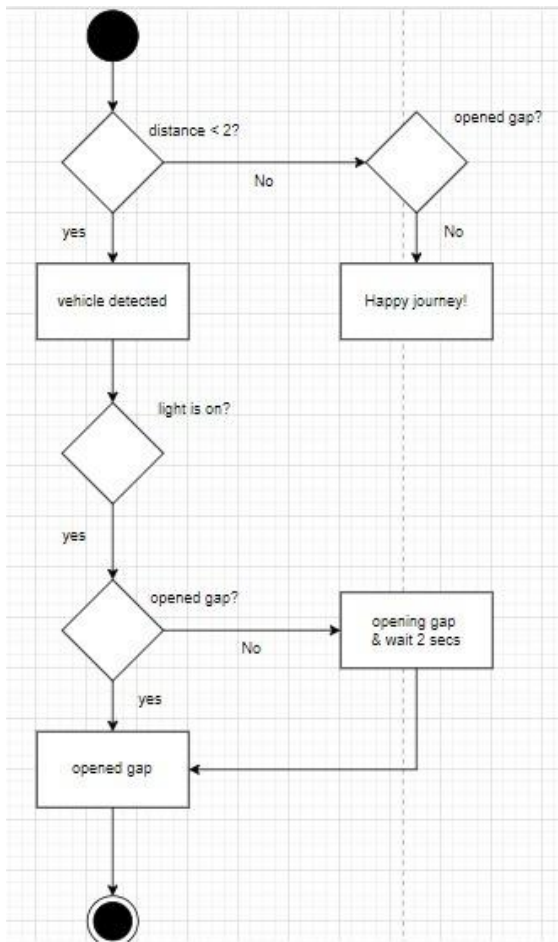 distance < 2?
opened gap?
No
yes
No
vehicle detected
Happy journey!
light is on?
yes
opened gap?
opening gap
& wait 2 secs
No
yes
opened gap